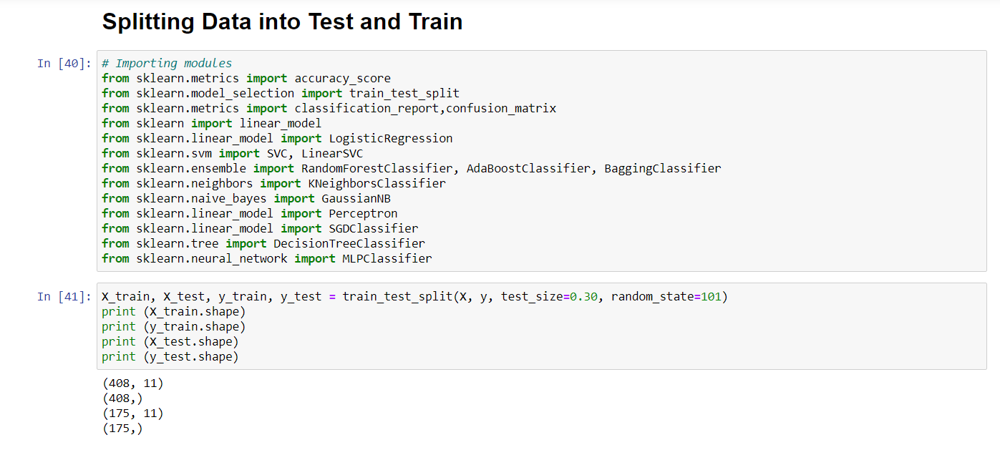 Splitting Data into Test and Train
In [40]:
# Importing modules
from sklearn.metrics import accuracy_score
from sklearn.model_selection import train_test_split
from sklearn.metrics import classification_report,confusion_matrix
from sklearn import linear_model
from sklearn.linear_model import LogisticRegression
from sklearn.svm import SVC, LinearSVC
from sklearn.ensemble import RandomForestClassifier, AdaBoostClassifier, BaggingClassifier
from sklearn.neighbors import KNeighborsClassifier
from sklearn.naive_bayes import GaussianNB
from sklearn.linear_model import Perceptron
from sklearn.linear_model import SGDClassifier
from sklearn.tree import DecisionTreeClassifier
from sklearn.neural_network import MLPClassifier
In [41]:
X_train, X_test, y_train, y_test = train_test_split(X, y, test_size=0.30, random_state=101)
print (X_train.shape)
print (y_train.shape)
print (X_test.shape)
print (y_test.shape)
(408, 11)
(408,)
(175, 11)
(175,)